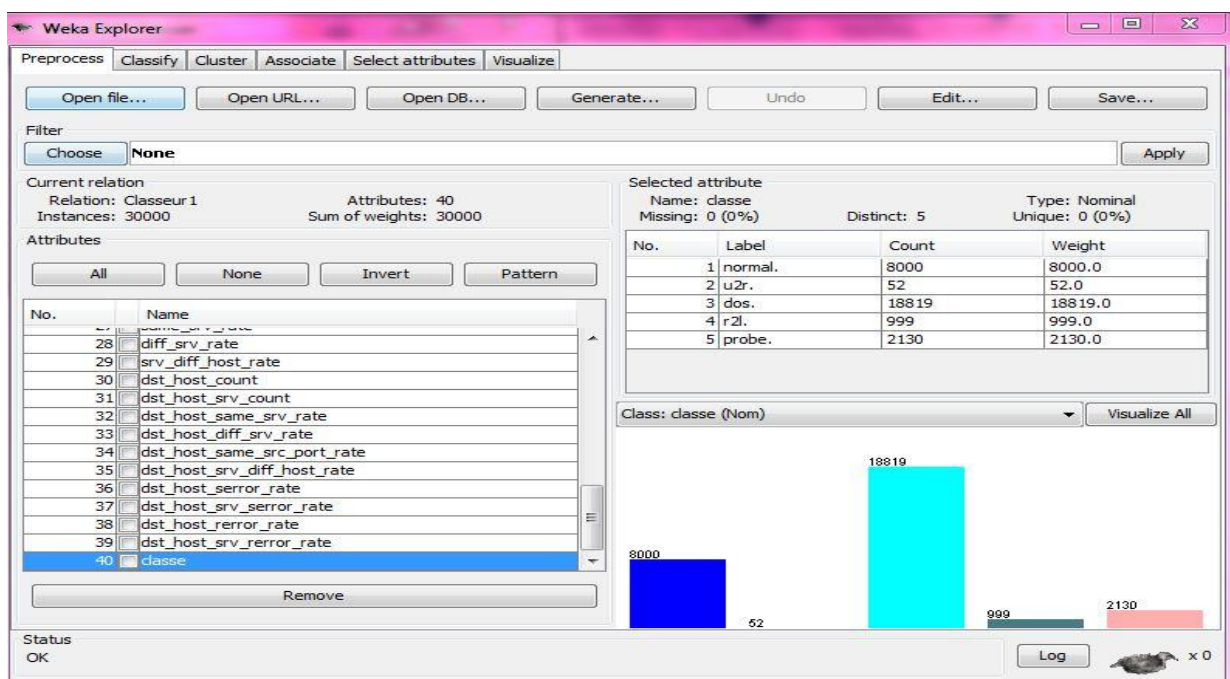 Weka Explorer
Preprocess Classify Cluster Associate Select attributes Visualize
Open file... Open URL... Open DB... Generate... Undo Edit... Save...
Filter
Choose None Apply
Current relation
Relation: Classeur1 Attributes: 40
Instances: 30000 Sum of weights: 30000
Attributes
All None Invert Pattern
No. Name
27 same_srv_rate
28 diff_srv_rate
29 srv_diff_host_rate
30 dst_host_count
31 dst_host_srv_count
32 dst_host_same_srv_rate
33 dst_host_diff_srv_rate
34 dst_host_same_src_port_rate
35 dst_host_srv_diff_host_rate
36 dst_host_serror_rate
37 dst_host_srv_serror_rate
38 dst_host_rerror_rate
39 dst_host_srv_rerror_rate
40 classe
Remove
Selected attribute
Name: classe Type: Nominal
Missing: 0 (0%) Distinct: 5 Unique: 0 (0%)
No. Label Count Weight
1 normal. 8000 8000.0
2 u2r. 52 52.0
3 dos. 18819 18819.0
4 r2l. 999 999.0
5 probe. 2130 2130.0
Class: classe (Nom) Visualize All
8000
52
18819
999
2130
Status
OK Log x 0